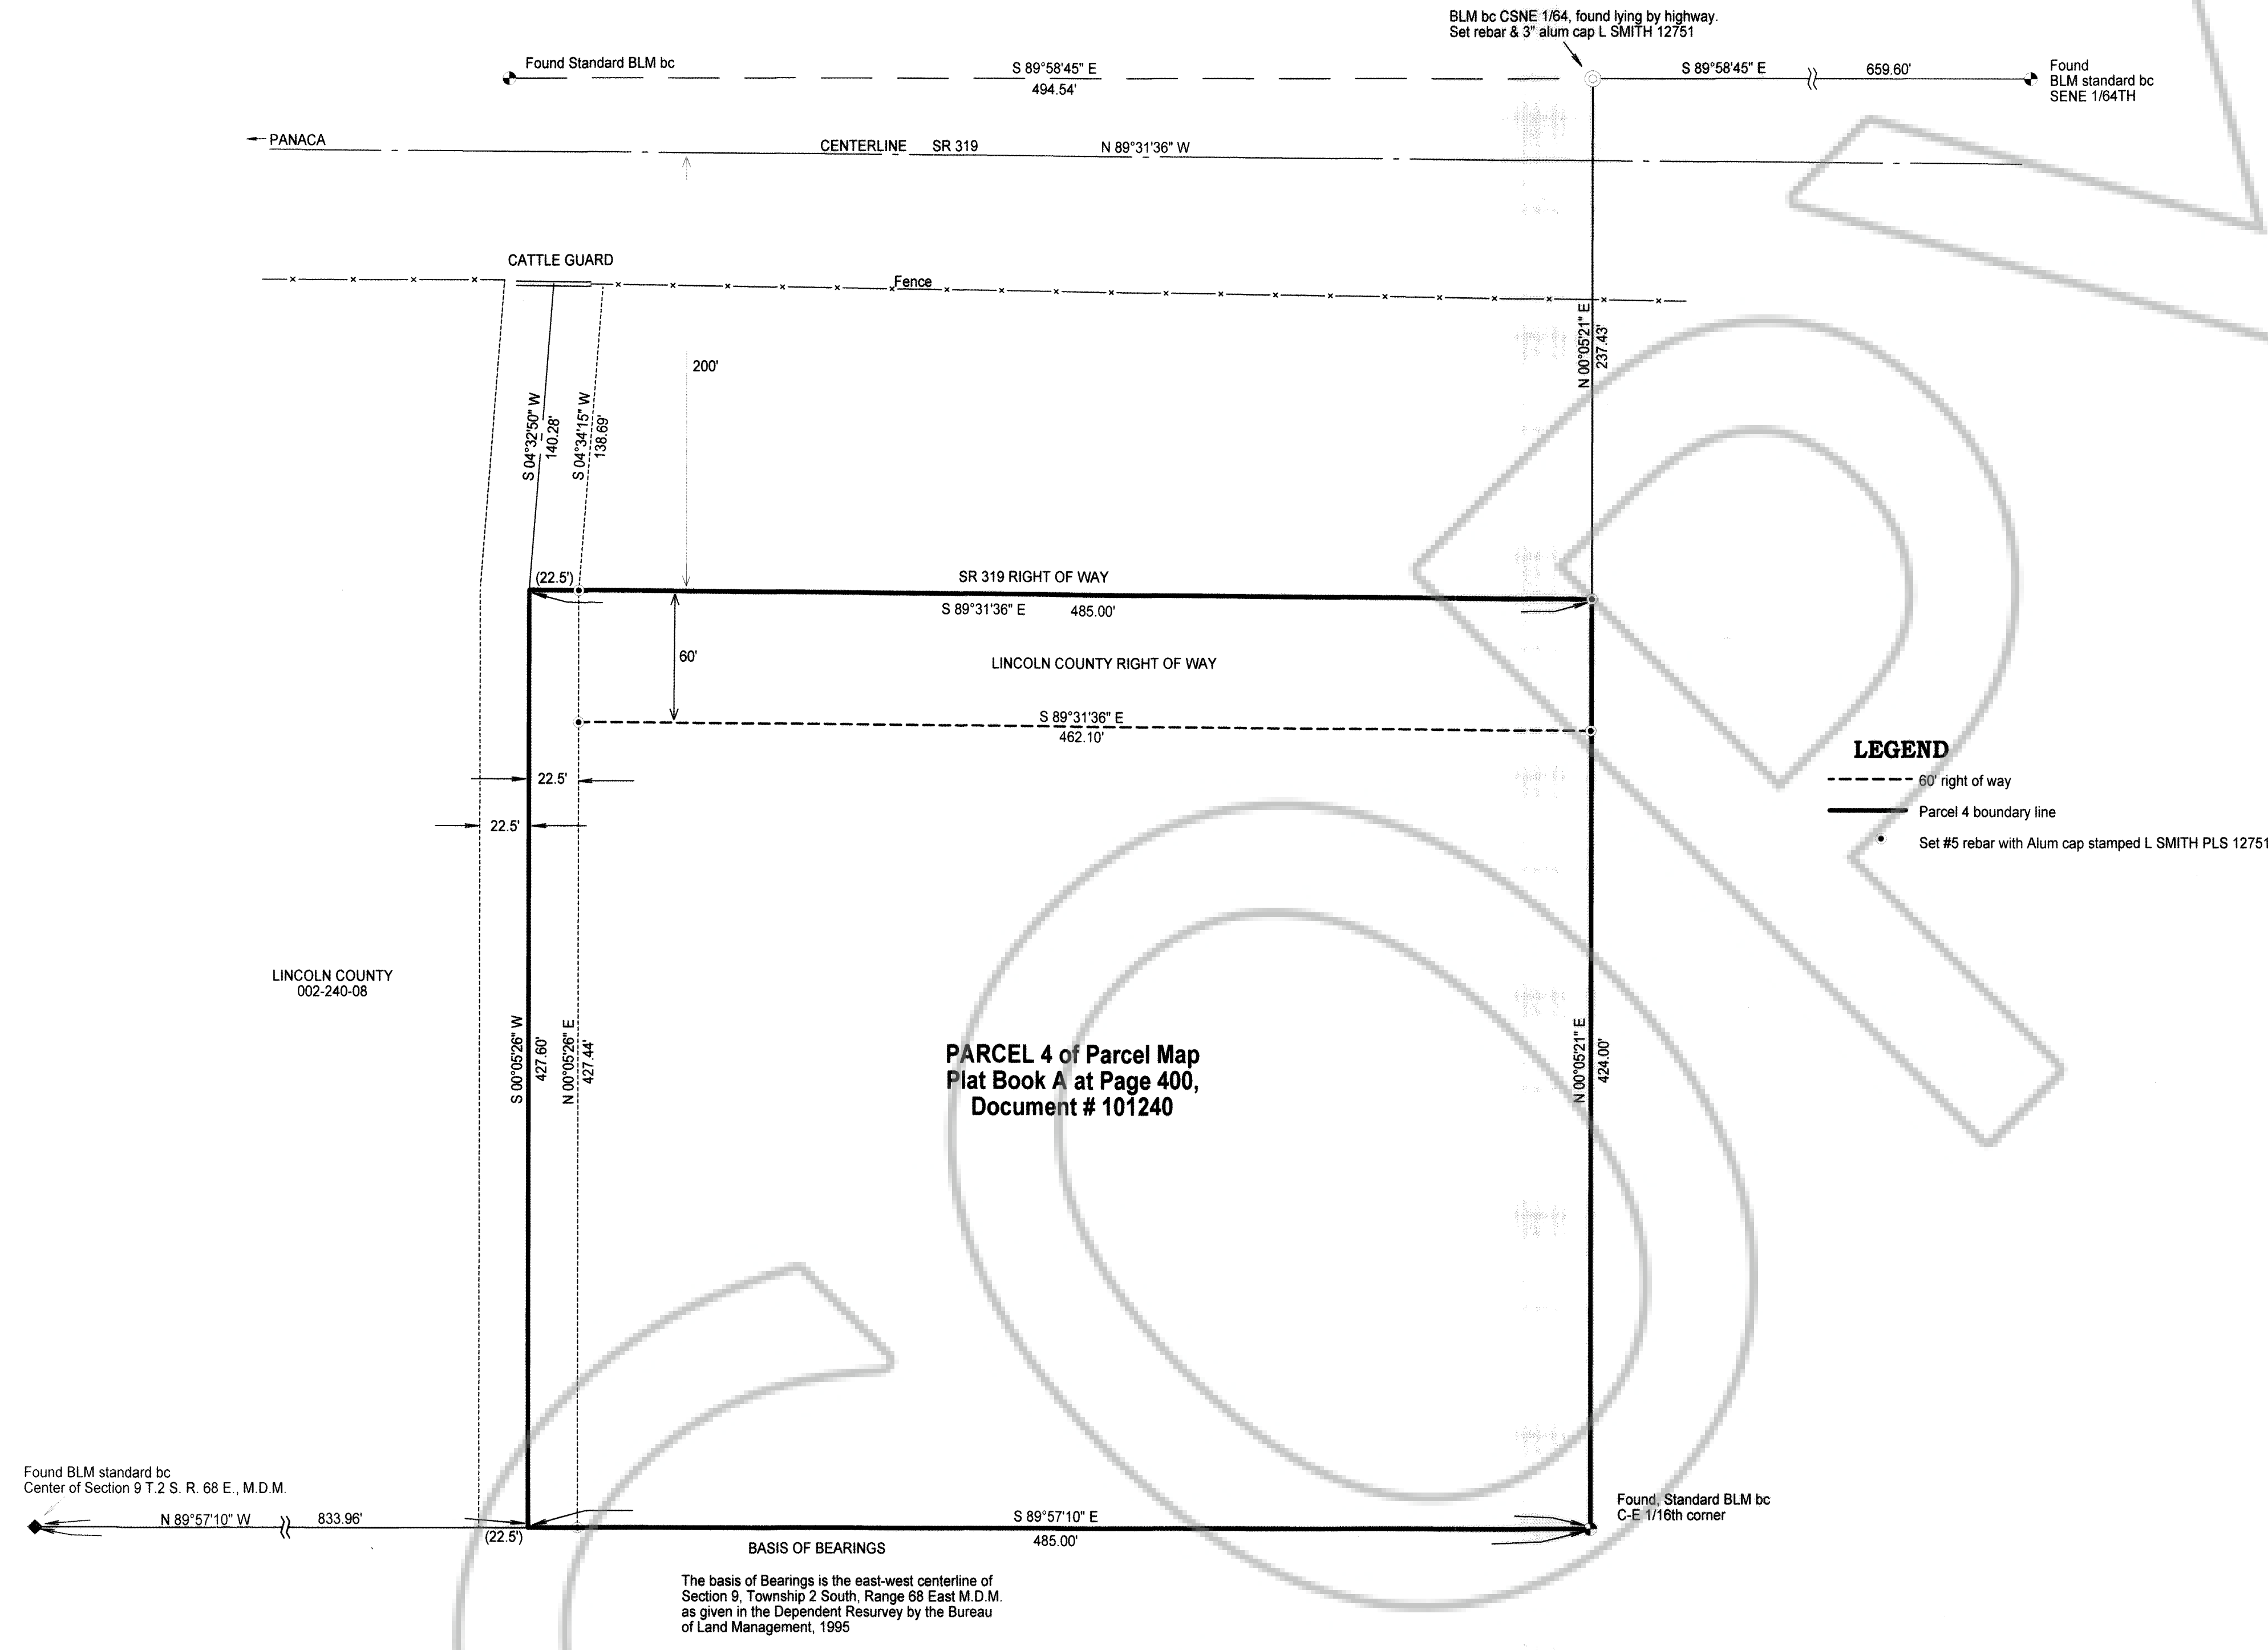 BLM bc CSNE 1/64, found lying by highway.
Set rebar & 3" alum cap L SMITH 12751
Found Standard BLM bc
S 89°58'45" E
494.54'
S 89°58'45" E
659.60'
Found
BLM standard bc
SENE 1/64TH
PANACA
CENTERLINE SR 319
N 89°31'36" W
CATTLE GUARD
Fence
N 00°05'21" E
237.43'
200'
S 04°32'50" W
140.28'
S 04°34'15" W
138.69'
(22.5')
SR 319 RIGHT OF WAY
S 89°31'36" E
485.00'
60'
LINCOLN COUNTY RIGHT OF WAY
S 89°31'36" E
462.10'
22.5'
22.5'
LEGEND
60' right of way
Parcel 4 boundary line
Set #5 rebar with Alum cap stamped L SMITH PLS 12751
LINCOLN COUNTY
002-240-08
S 00°05'26" W
427.60'
N 00°05'26" E
427.44'
PARCEL 4 of Parcel Map
Plat Book A at Page 400,
Document # 101240
N 00°05'21" E
424.00'
Found BLM standard bc
Center of Section 9 T.2 S. R. 68 E., M.D.M.
N 89°57'10" W
833.96'
(22.5')
S 89°57'10" E
485.00'
Found, Standard BLM bc
C-E 1/16th corner
BASIS OF BEARINGS
The basis of Bearings is the east-west centerline of
Section 9, Township 2 South, Range 68 East M.D.M.
as given in the Dependent Resurvey by the Bureau
of Land Management, 1995
COPY